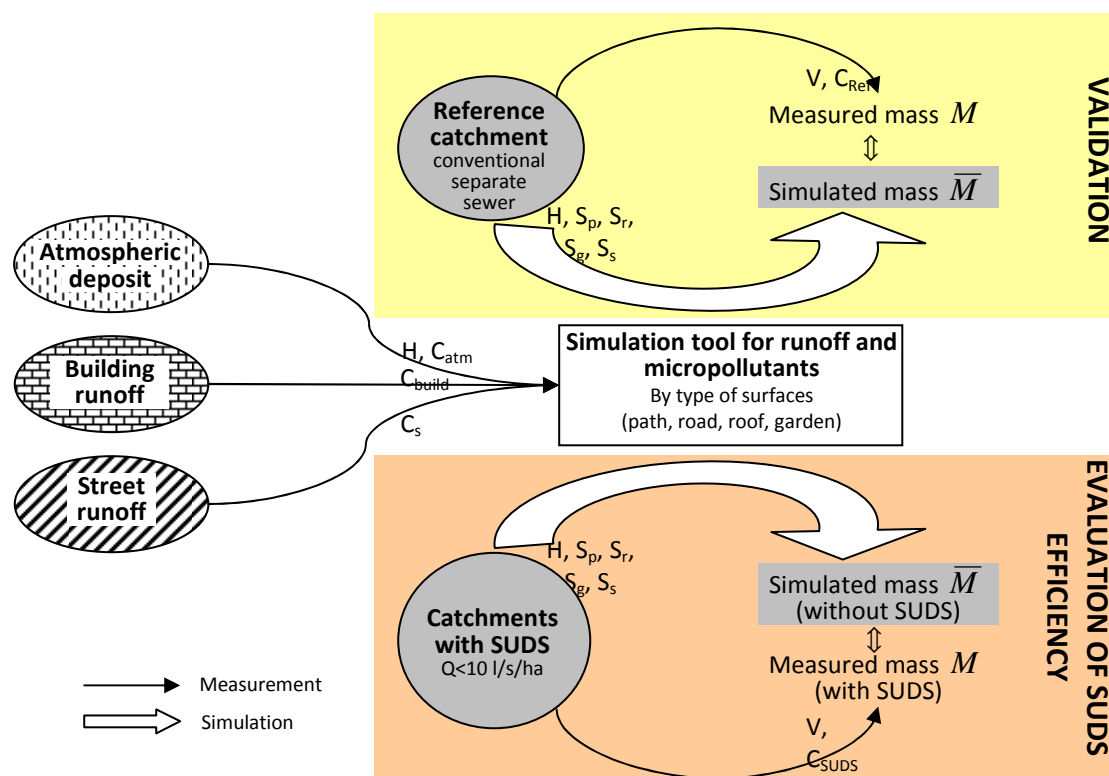 V, C_Ref
Reference
catchment
conventional
separate
sewer
Measured mass M
⇕
Simulated mass M̅
H, S_p, S_r,
S_g, S_s
VALIDATION
Atmospheric
deposit
Building
runoff
Street
runoff
H, C_atm
C_build
C_s
Simulation tool for runoff and
micropollutants
By type of surfaces
(path, road, roof, garden)
H, S_p, S_r,
S_g, S_s
Catchments
with SUDS
Q<10 l/s/ha
Simulated mass M̅
(without SUDS)
⇕
Measured mass M
(with SUDS)
V,
C_SUDS
EVALUATION OF SUDS
EFFICIENCY
Measurement
Simulation